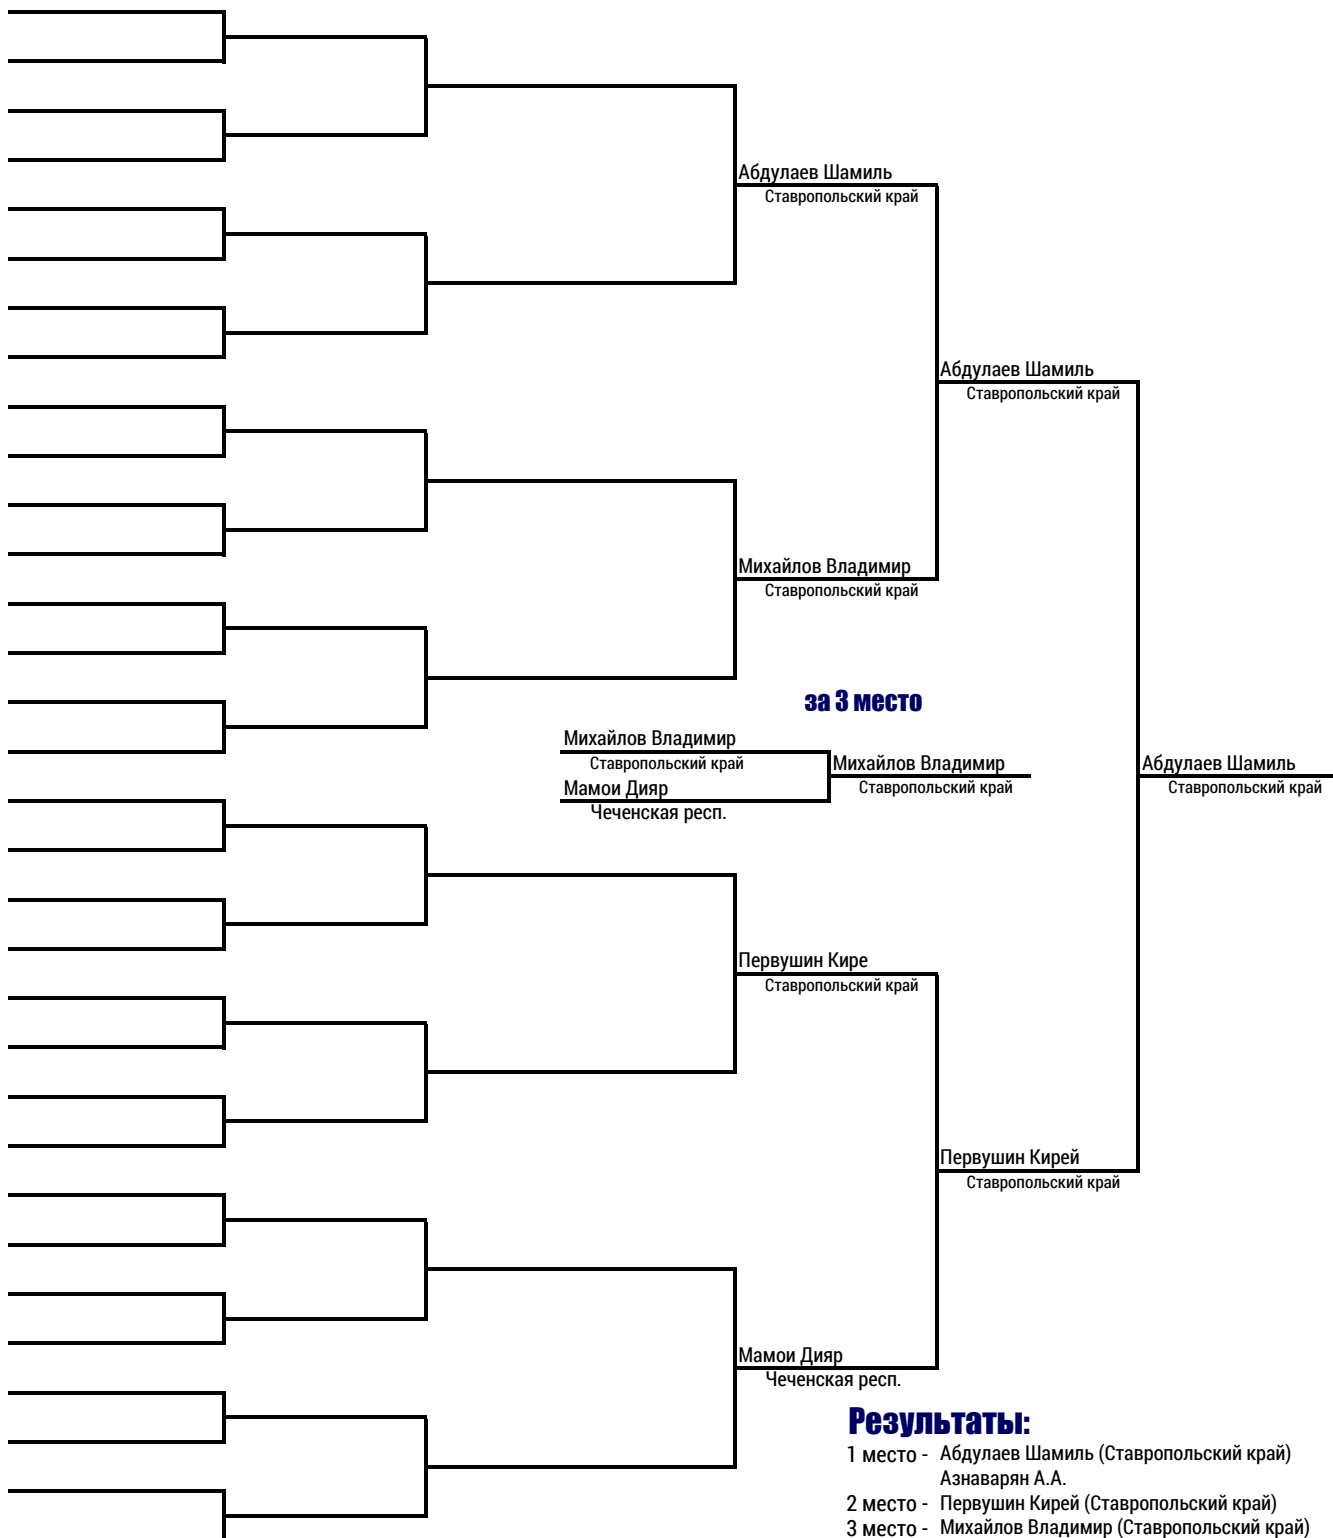 Абдулаев Шамиль
Ставропольский край
Абдулаев Шамиль
Ставропольский край
Михайлов Владимир
Ставропольский край
за 3 место
Михайлов Владимир
Ставропольский край
Мамои Дияр
Чеченская респ.
Михайлов Владимир
Ставропольский край
Абдулаев Шамиль
Ставропольский край
Первушин Кире
Ставропольский край
Первушин Кирей
Ставропольский край
Мамои Дияр
Чеченская респ.
Результаты:
1 место - Абдулаев Шамиль (Ставропольский край)
Азнаварян А.А.
2 место - Первушин Кирей (Ставропольский край)
3 место - Михайлов Владимир (Ставропольский край)